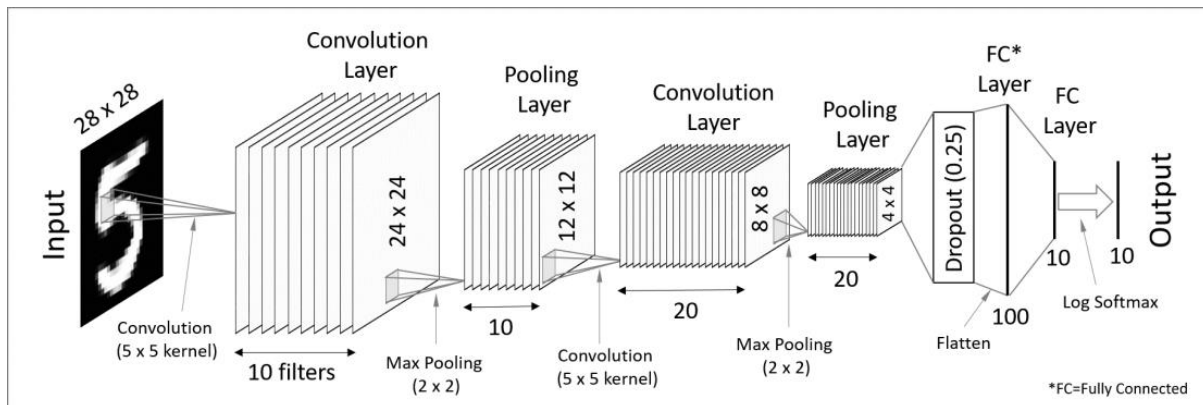 Input
28 x 28
Convolution
(5 x 5 kernel)
Convolution
Layer
24 x 24
10 filters
Max Pooling
(2 x 2)
Pooling
Layer
12 x 12
10
Convolution
(5 x 5 kernel)
Convolution
Layer
8 x 8
20
Max Pooling
(2 x 2)
Pooling
Layer
4 x 4
20
Dropout (0.25)
Flatten
FC*
Layer
100
FC
Layer
10
Log Softmax
10
Output
*FC=Fully Connected